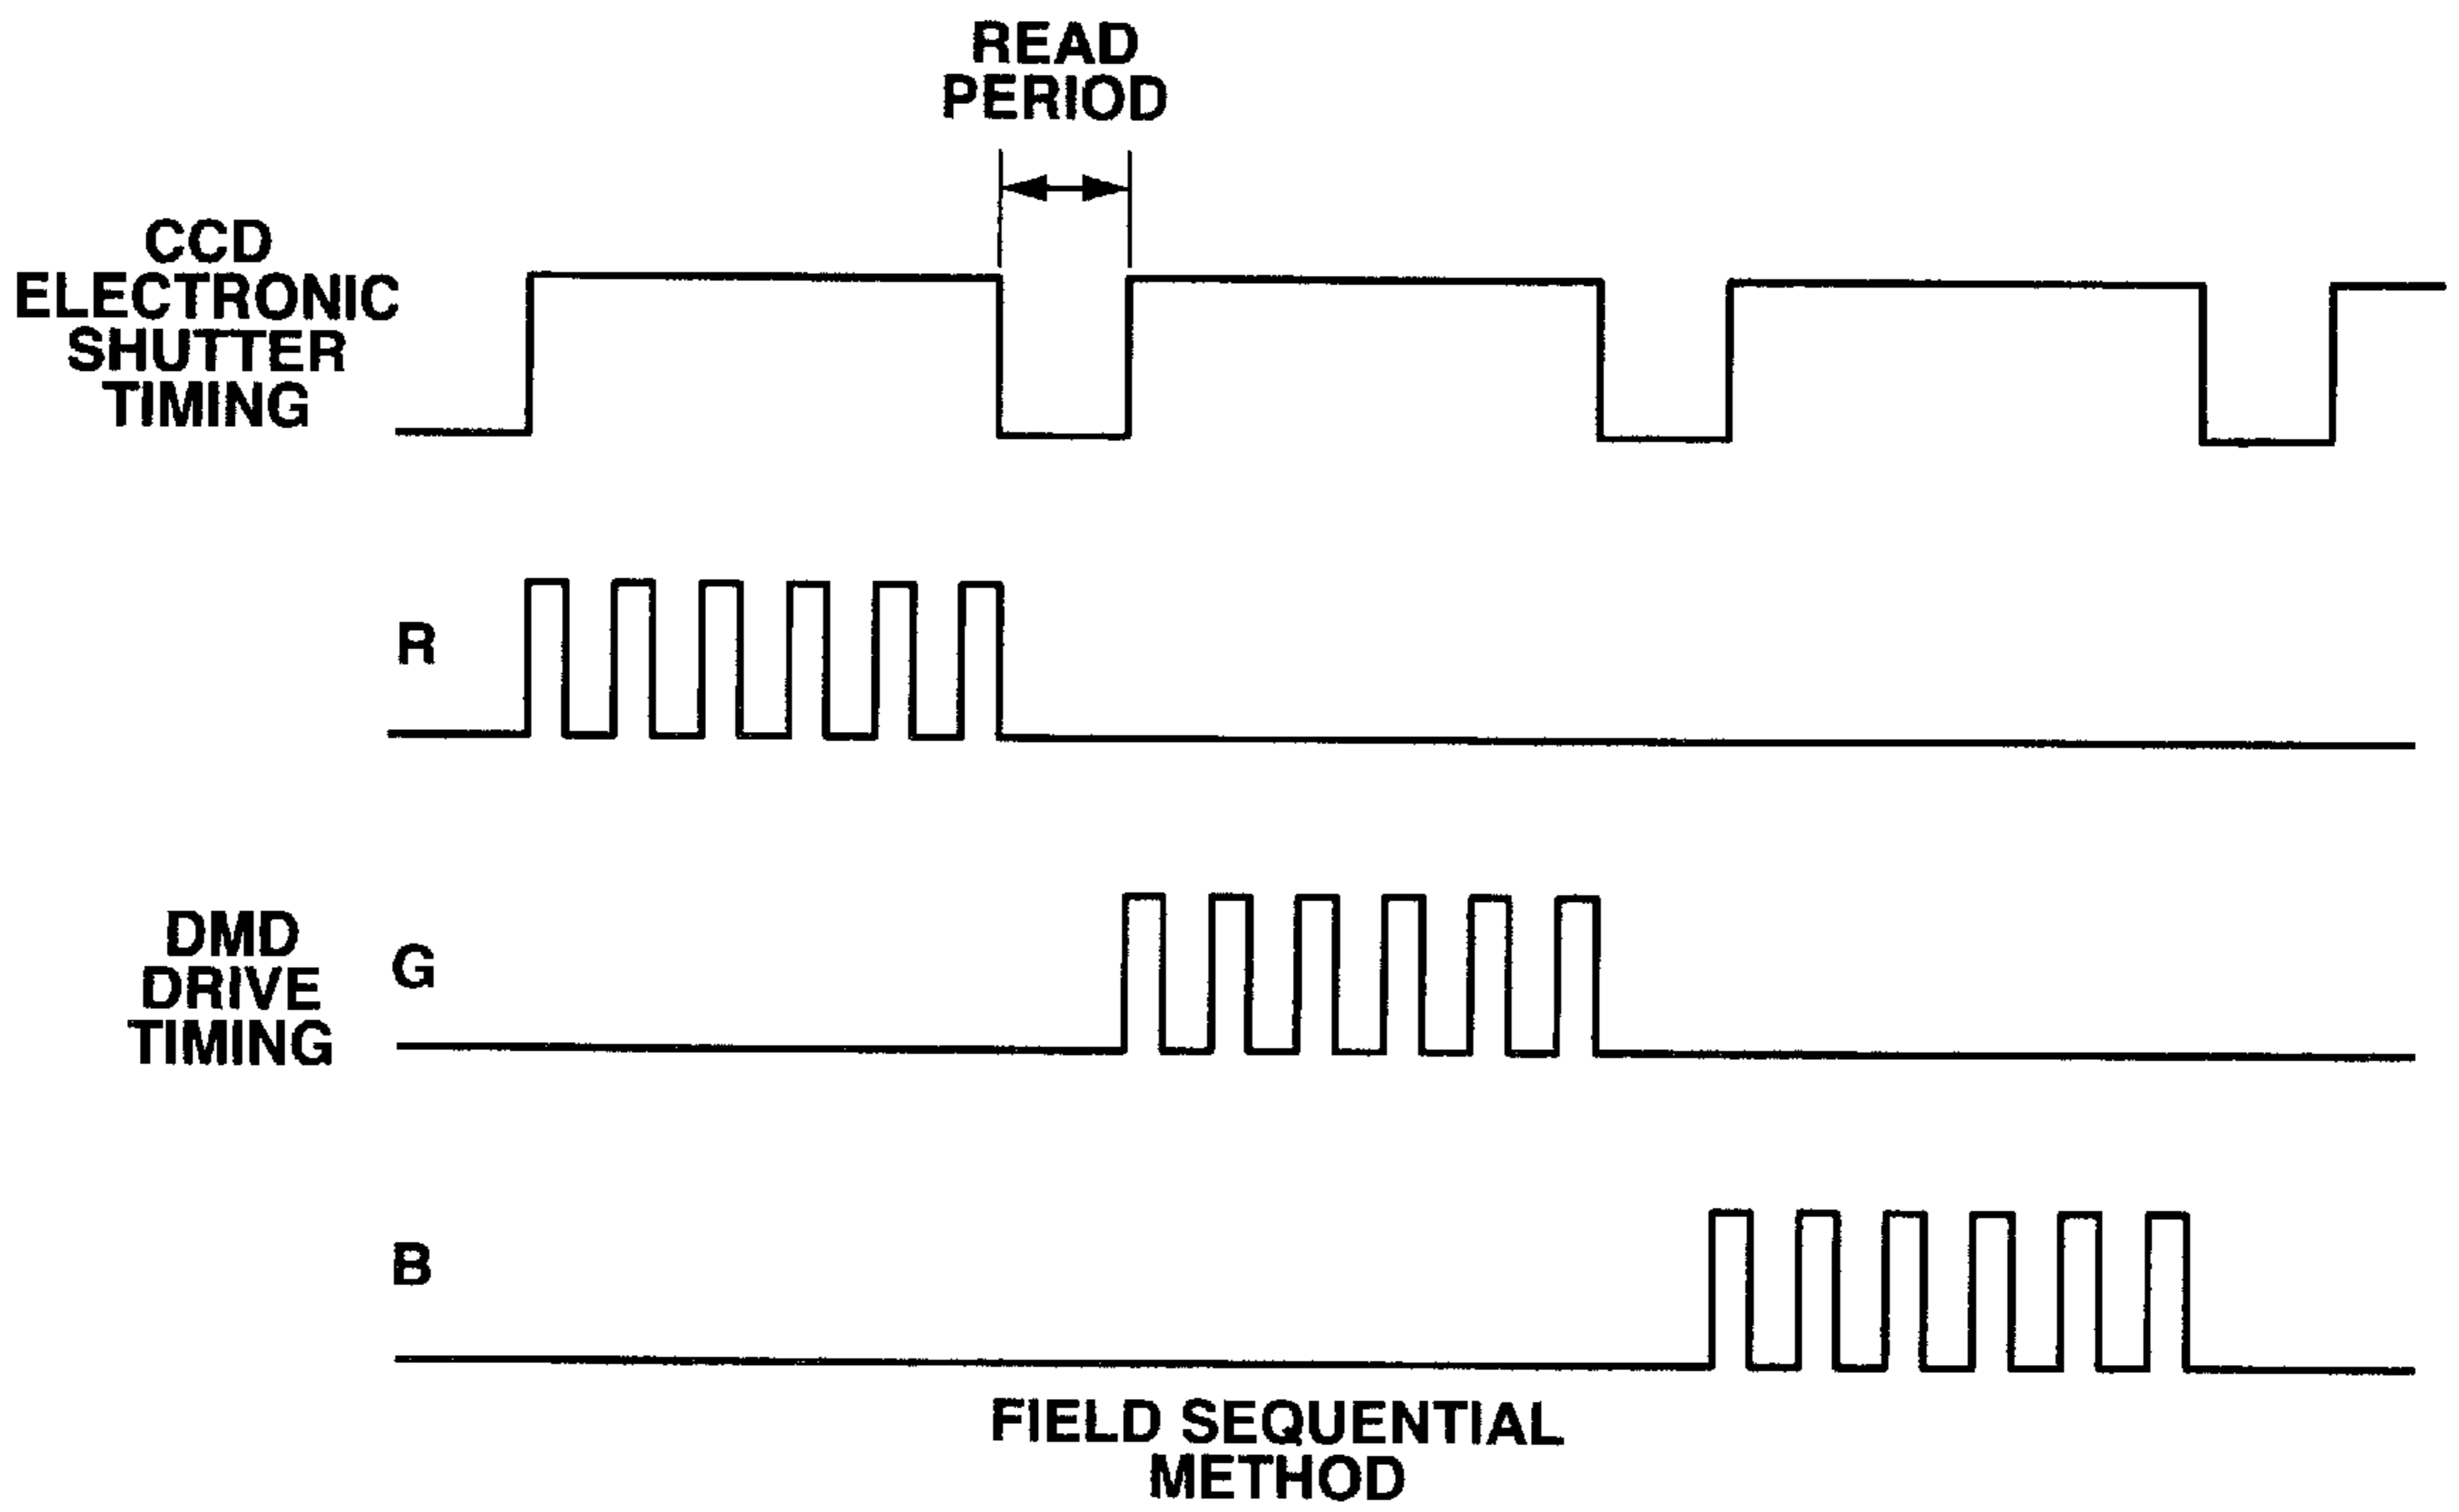 READ
PERIOD
CCD
ELECTRONIC
SHUTTER
TIMING
R
DMD
DRIVE
TIMING
G
B
FIELD SEQUENTIAL
METHOD